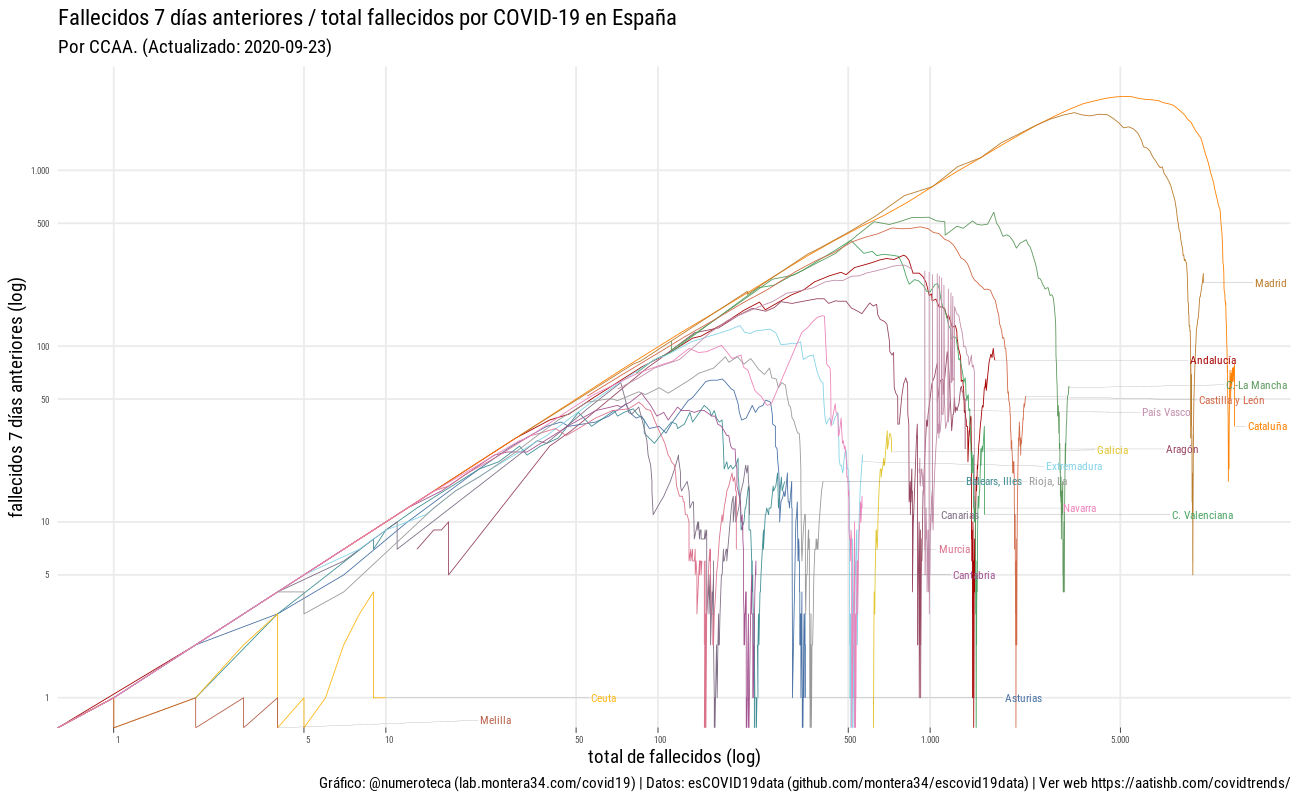 Fallecidos 7 días anteriores / total fallecidos por COVID-19 en España
Por CCAA. (Actualizado: 2020-09-23)
fallecidos 7 días anteriores (log)
1.000
500
100
50
10
5
1
Madrid
Andalucía
C.-La Mancha
Castilla y León
País Vasco
Cataluña
Galicia
Aragón
Extremadura
Balears, Illes
Rioja, La
Navarra
Canarias
C. Valenciana
Murcia
Cantabria
Ceuta
Asturias
Melilla
1
5
10
50
100
500
1.000
5.000
total de fallecidos (log)
Gráfico: @numeroteca (lab.montera34.com/covid19) | Datos: esCOVID19data (github.com/montera34/escovid19data) | Ver web https://aatishb.com/covidtrends/